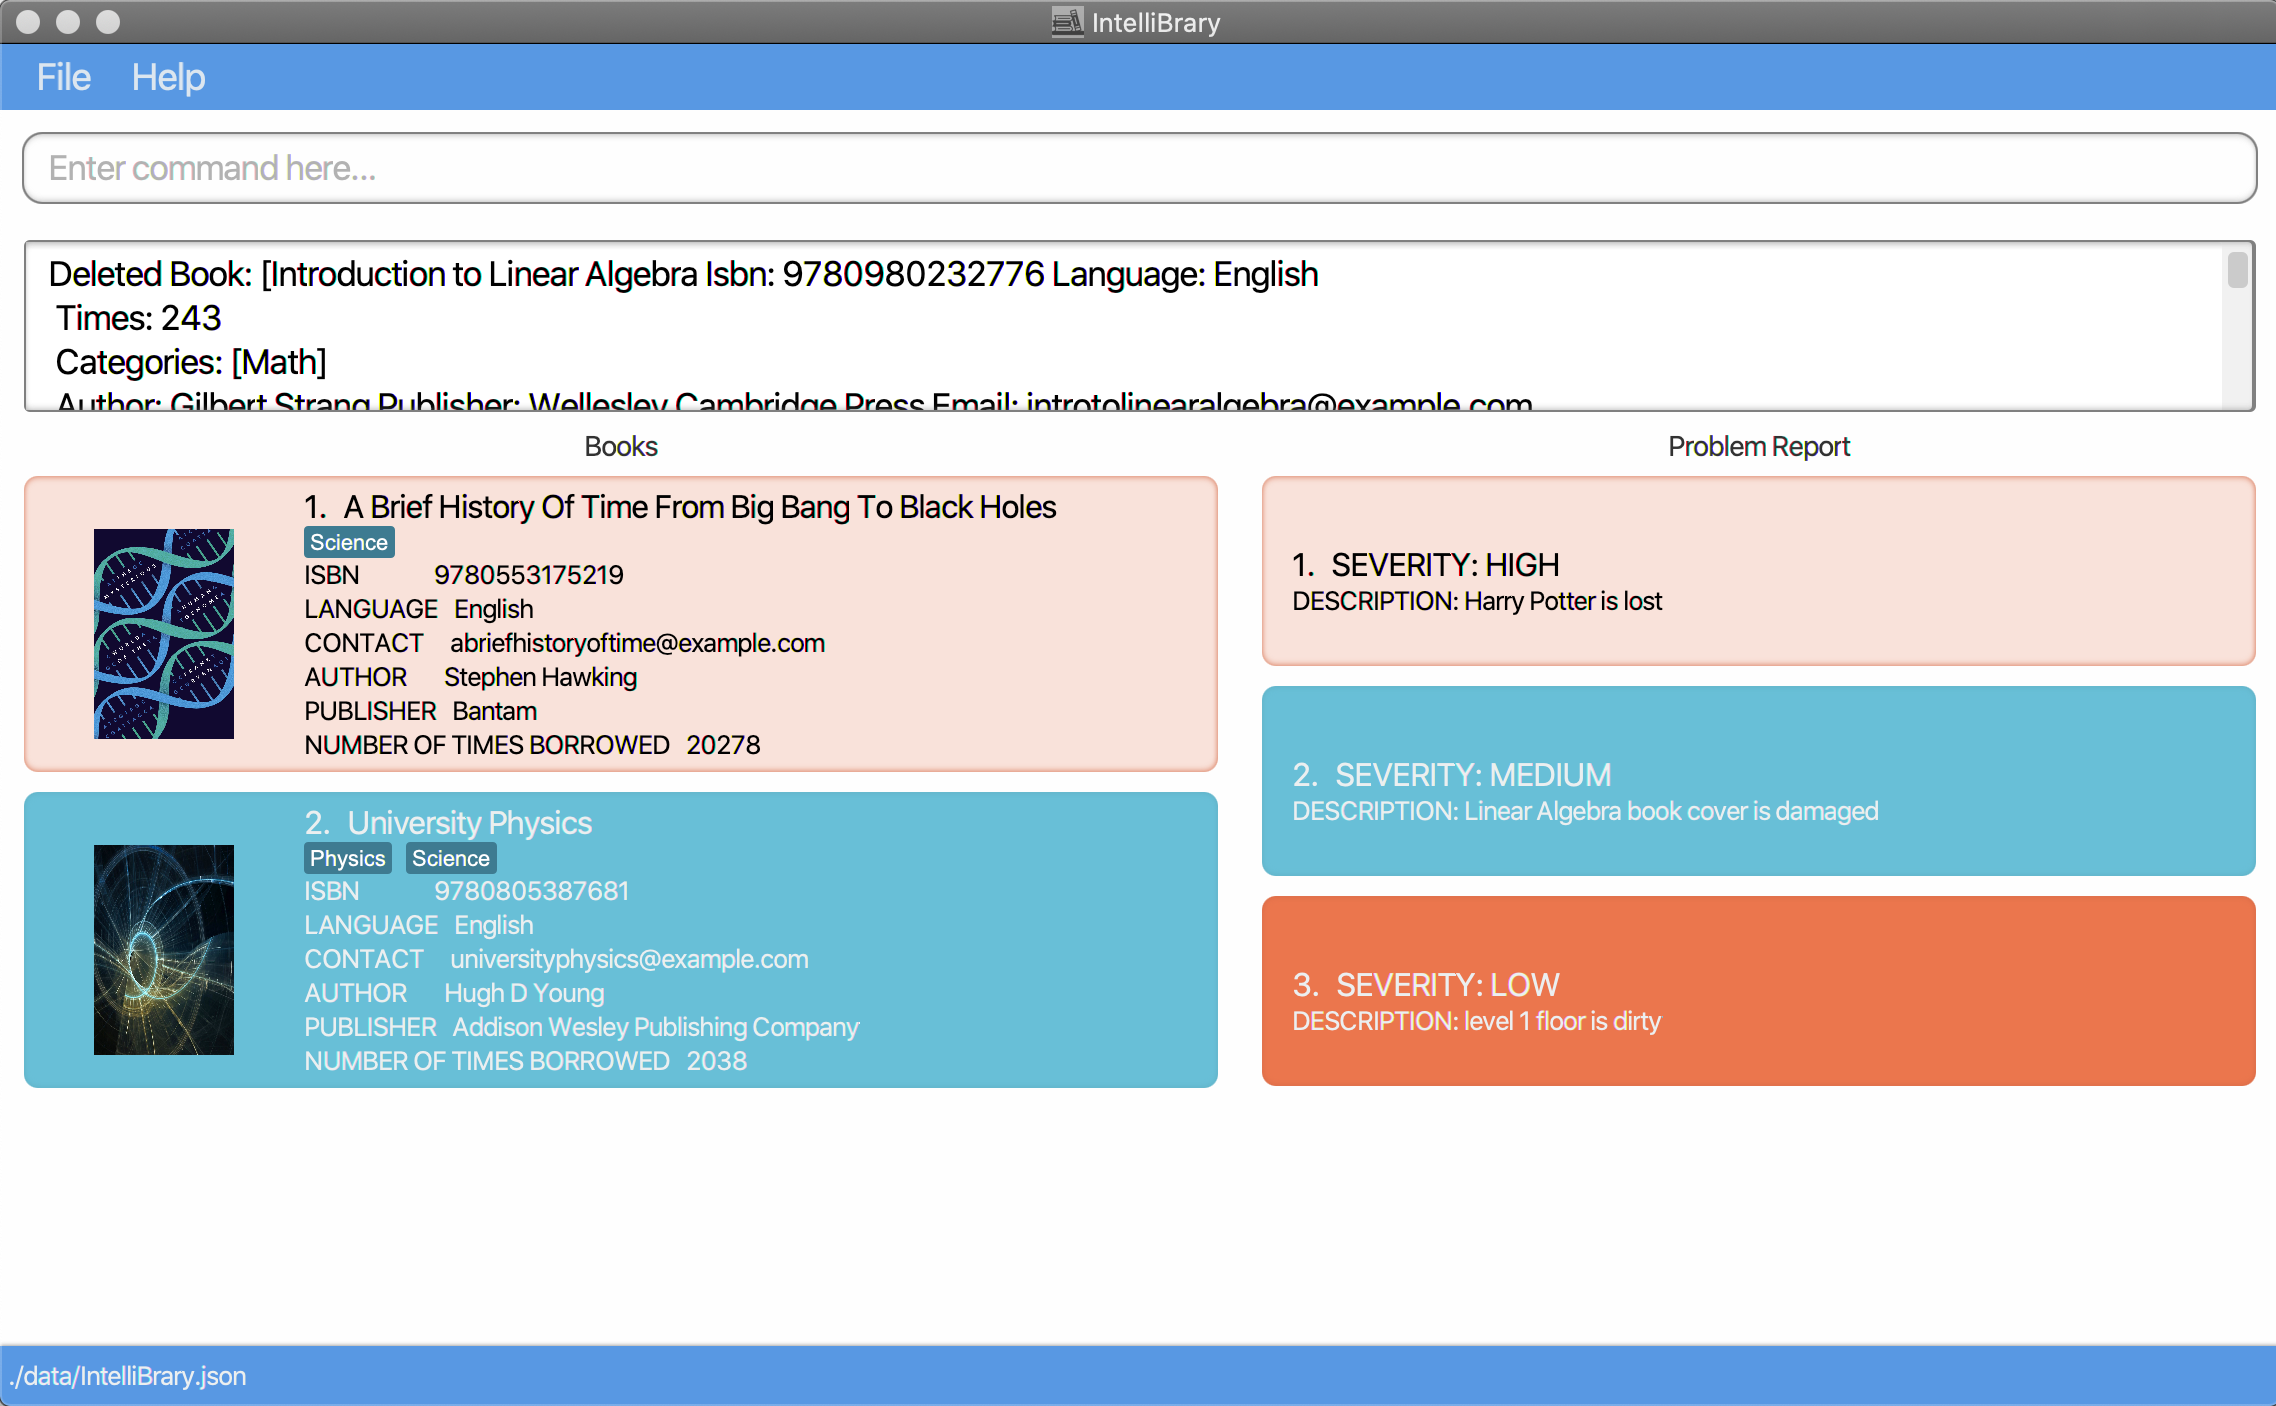 IntelliBrary
File Help
Enter command here...
Deleted Book: [Introduction to Linear Algebra Isbn: 9780980232776 Language: English
Times: 243
Categories: [Math]
Author: Gilbert Strang Publisher: Wellesley Cambridge Press Email: introtolinearalgebra@example.com
Books
1. A Brief History Of Time From Big Bang To Black Holes
Science
ISBN 9780553175219
LANGUAGE English
CONTACT abriefhistoryoftime@example.com
AUTHOR Stephen Hawking
PUBLISHER Bantam
NUMBER OF TIMES BORROWED 20278
2. University Physics
Physics Science
ISBN 9780805387681
LANGUAGE English
CONTACT universityphysics@example.com
AUTHOR Hugh D Young
PUBLISHER Addison Wesley Publishing Company
NUMBER OF TIMES BORROWED 2038
Problem Report
1. SEVERITY: HIGH
DESCRIPTION: Harry Potter is lost
2. SEVERITY: MEDIUM
DESCRIPTION: Linear Algebra book cover is damaged
3. SEVERITY: LOW
DESCRIPTION: level 1 floor is dirty
./data/IntelliBrary.json